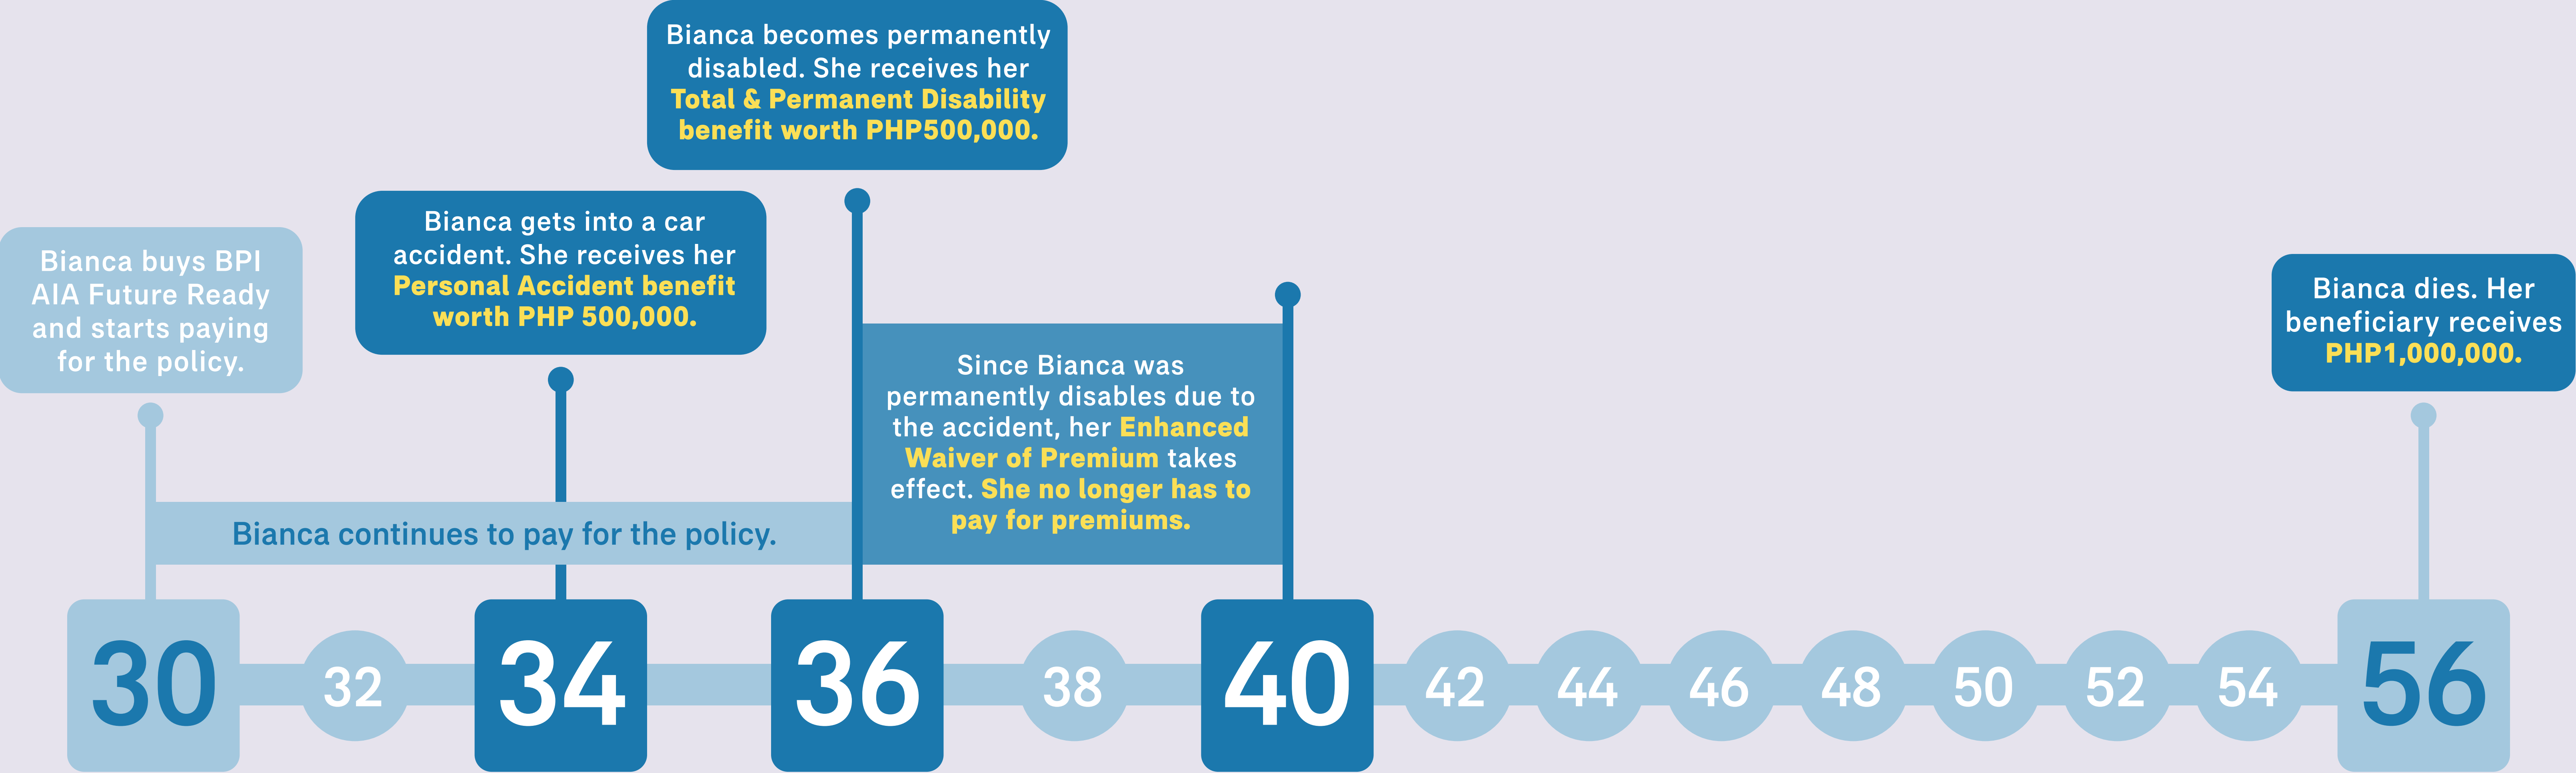 Bianca becomes permanently
disabled. She receives her
Total & Permanent Disability
benefit worth PHP500,000.
Bianca gets into a car
accident. She receives her
Personal Accident benefit
worth PHP 500,000.
Bianca buys BPI
AIA Future Ready
and starts paying
for the policy.
Bianca dies. Her
beneficiary receives
PHP1,000,000.
Since Bianca was
permanently disables due to
the accident, her Enhanced
Waiver of Premium takes
effect. She no longer has to
pay for premiums.
Bianca continues to pay for the policy.
30 32 34 36 38 40 42 44 46 48 50 52 54 56